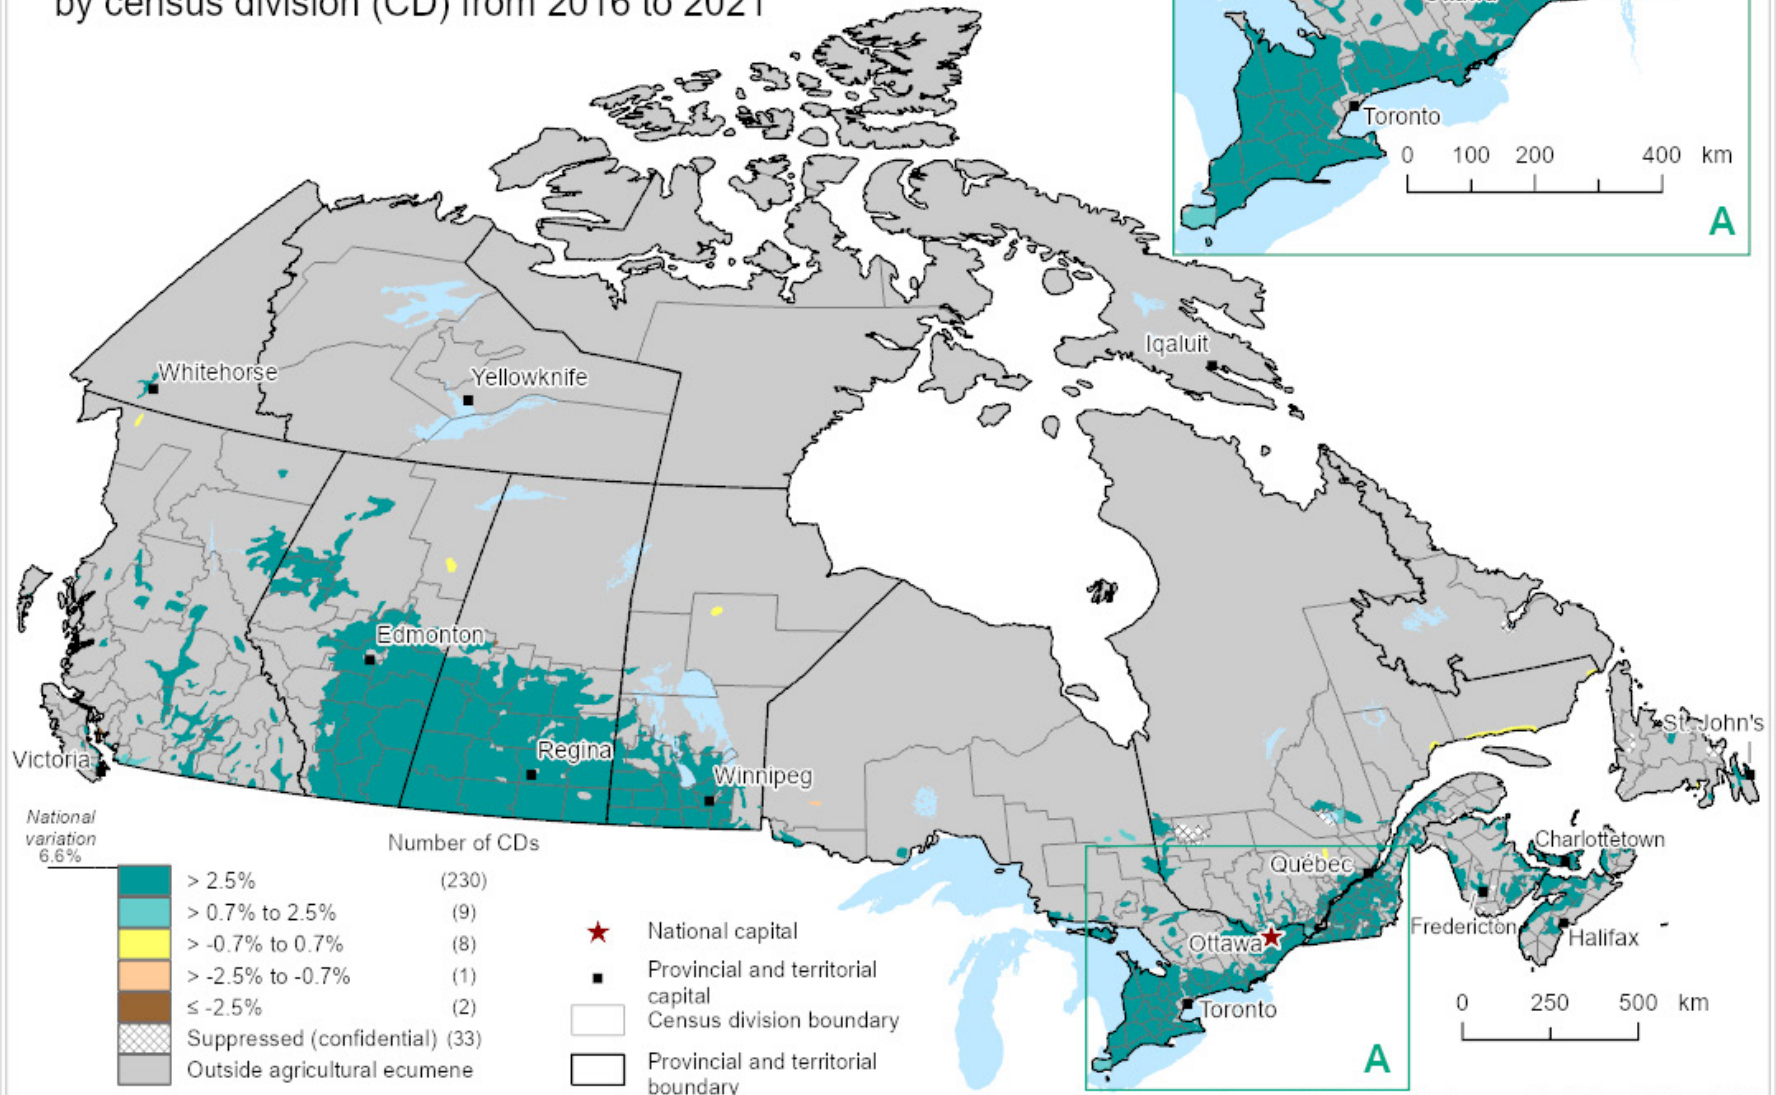 by census division (CD) from 2016 to 2021
Toronto
0 100 200 400 km
A
Iqaluit
Whitehorse
Yellowknife
Edmonton
Regina
Winnipeg
Victoria
St. John's
Charlottetown
Québec
Fredericton
Halifax
Ottawa
Toronto
A
0 250 500 km
National
variation
6.6%
Number of CDs
> 2.5% (230)
> 0.7% to 2.5% (9)
> -0.7% to 0.7% (8)
> -2.5% to -0.7% (1)
≤ -2.5% (2)
Suppressed (confidential) (33)
Outside agricultural ecumene
National capital
Provincial and territorial
capital
Census division boundary
Provincial and territorial
boundary